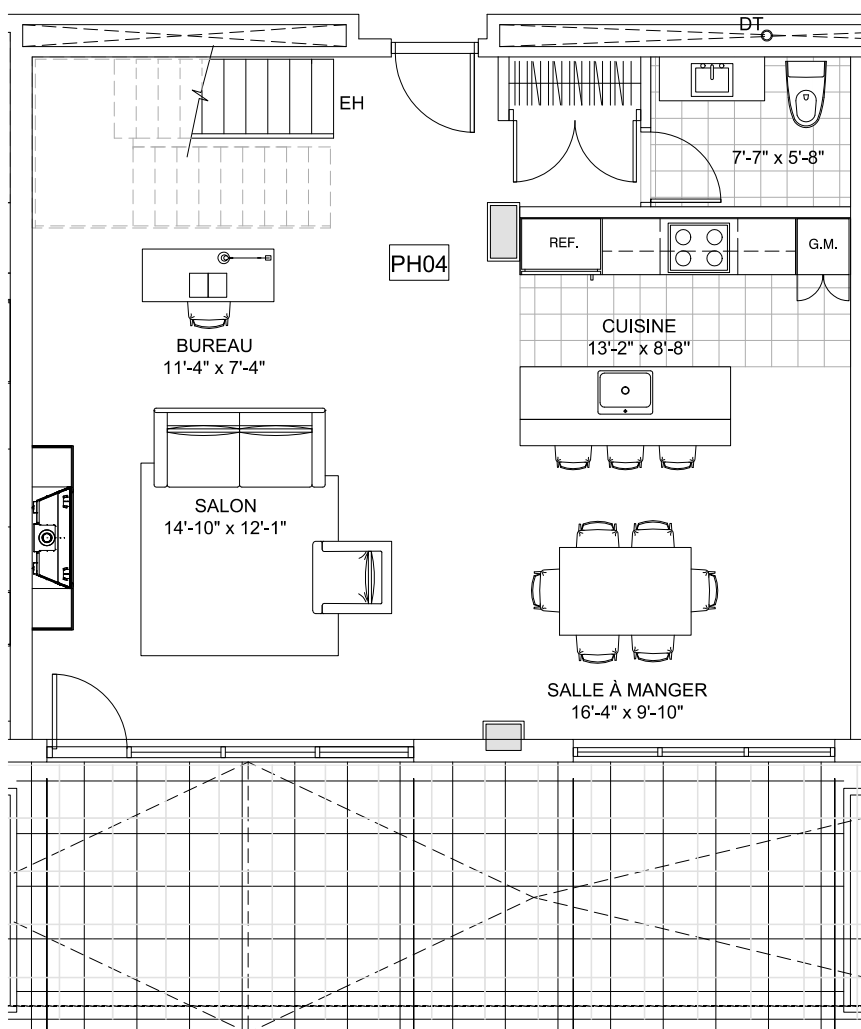 DT
EH
7'-7" x 5'-8"
PH04
REF.
G.M.
CUISINE
13'-2" x 8'-8"
BUREAU
11'-4" x 7'-4"
SALON
14'-10" x 12'-1"
SALLE À MANGER
16'-4" x 9'-10"